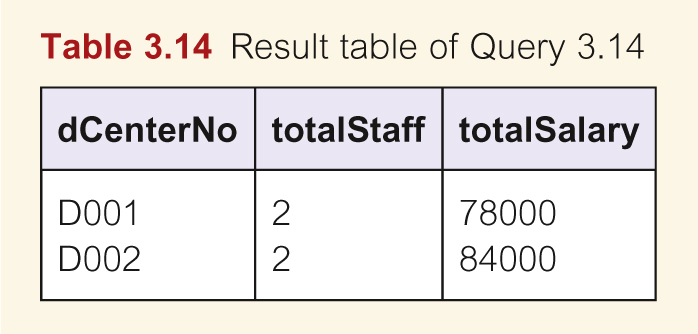 Table 3.14 Result table of Query 3.14
dCenterNo totalStaff totalSalary
D001 2 78000
D002 2 84000